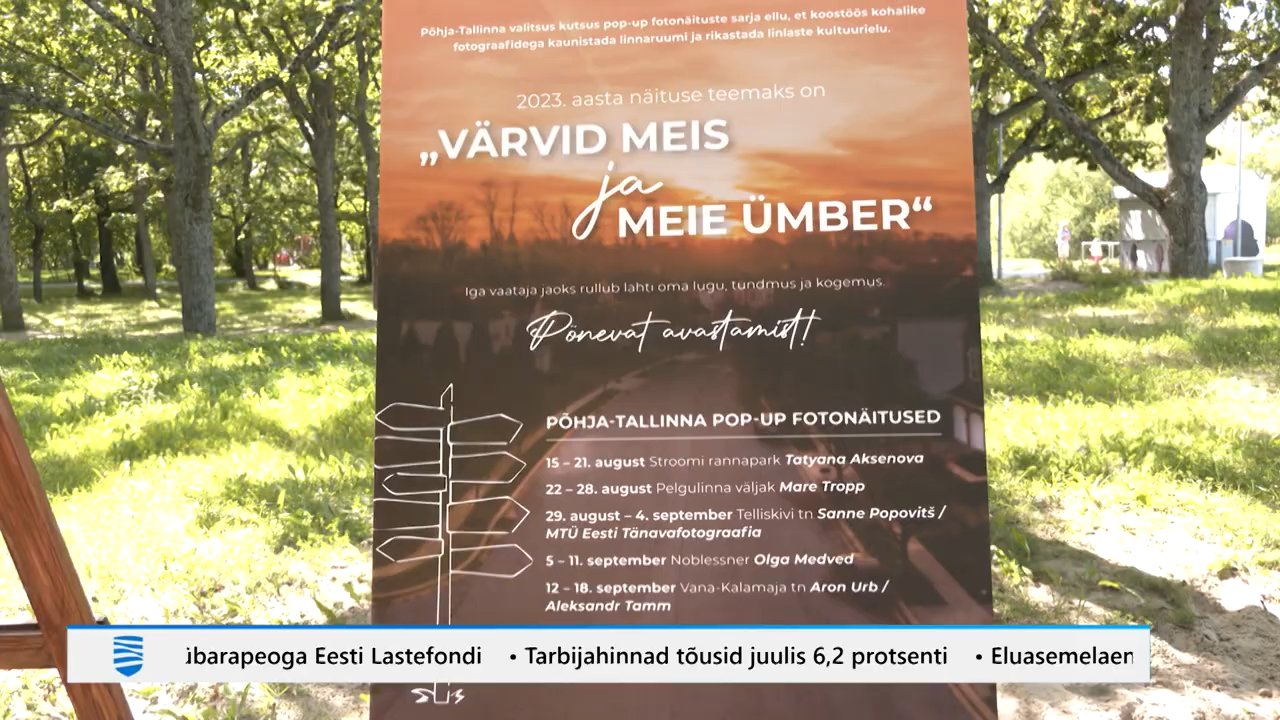 Põhja-Tallinna valitsus kutsus pop-up fotonäituste sarja ellu, et koostöös kohalike
fotograafidega kaunistada linnaruumi ja rikastada linlaste kultuurielu.
2023. aasta näituse teemaks on
„VÄRVID MEIS
ja
MEIE ÜMBER“
Iga vaataja jaoks rullub lahti oma lugu, tundmus ja kogemus.
Põnevat avastamist!
PÕHJA-TALLINNA POP-UP FOTONÄITUSED
15 – 21. august Stroomi rannapark Tatyana Aksenova
22 – 28. august Pelgulinna väljak Mare Tropp
29. august – 4. september Telliskivi tn Sanne Popovitš /
MTÜ Eesti Tänavafotograafia
5 – 11. september Noblessner Olga Medved
12 – 18. september Vana-Kalamaja tn Aron Urb /
Aleksandr Tamm
übarapeoga Eesti Lastefondi • Tarbijahinnad tõusid juulis 6,2 protsenti • Eluasemelaen